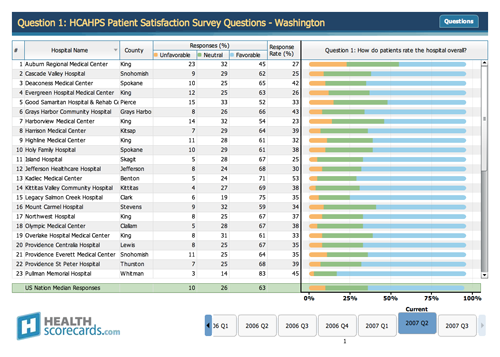 Question 1: HCAHPS Patient Satisfaction Survey Questions - Washington
Questions
Responses (%) Response
# Hospital Name County Unfavorable Neutral Favorable Rate (%) Question 1: How do patients rate the hospital overall?
1 Auburn Regional Medical Center King 23 32 45 27
2 Cascade Valley Hospital Snohomish 9 29 62 25
3 Deaconess Medical Center Spokane 10 25 65 42
4 Evergreen Hospital Medical Center King 12 25 63 26
5 Good Samaritan Hospital & Rehab Ce Pierce 15 33 52 33
6 Grays Harbor Community Hospital Grays Harbo 8 26 66 43
7 Harborview Medical Center King 14 32 54 23
8 Harrison Medical Center Kitsap 7 29 64 39
9 Highline Medical Center King 11 28 61 32
10 Holy Family Hospital Spokane 10 29 61 38
11 Island Hospital Skagit 5 28 67 25
12 Jefferson Healthcare Hospital Jefferson 8 24 68 30
13 Kadlec Medical Center Benton 5 24 71 53
14 Kittitas Valley Community Hospital Kittitas 4 27 69 38
15 Legacy Salmon Creek Hospital Clark 6 19 75 35
16 Mount Carmel Hospital Stevens 9 32 59 34
17 Northwest Hospital King 8 25 67 37
18 Olympic Medical Center Clallam 5 28 67 38
19 Overlake Hospital Medical Center King 8 31 61 33
20 Providence Centralia Hospital Lewis 8 25 67 35
21 Providence Everett Medical Center Snohomish 11 25 64 35
22 Providence St Peter Hospital Thurston 7 25 68 39
23 Pullman Memorial Hospital Whitman 3 14 83 45
US Nation Median Responses 10 26 63
0% 20% 40% 60% 80% 100%
Current
06 Q1 2006 Q2 2006 Q3 2006 Q4 2007 Q1 2007 Q2 2007 Q3
1
HEALTH
scorecards.com